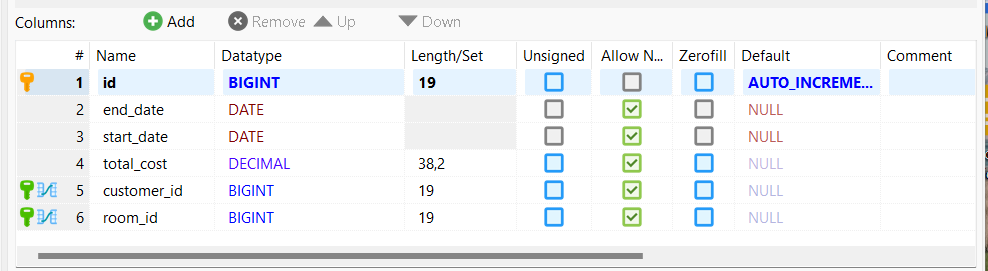 Columns: Add Remove Up Down
# Name Datatype Length/Set Unsigned Allow N... Zerofill Default Comment
1 id BIGINT 19 AUTO_INCREME...
2 end_date DATE NULL
3 start_date DATE NULL
4 total_cost DECIMAL 38,2 NULL
5 customer_id BIGINT 19 NULL
6 room_id BIGINT 19 NULL